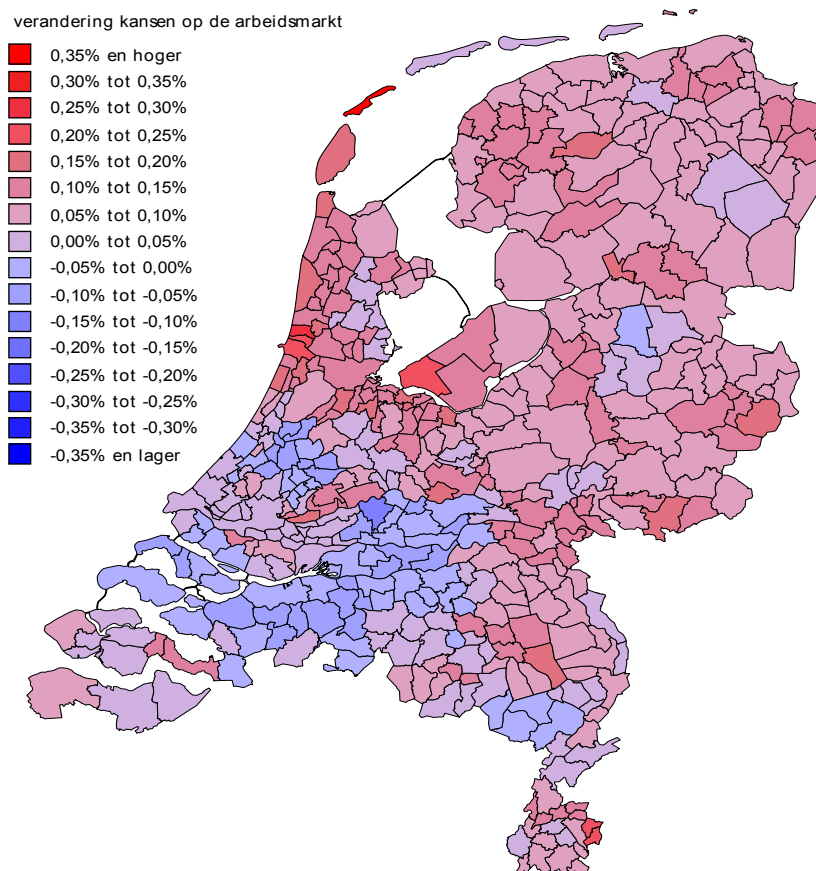 verandering kansen op de arbeidsmarkt
0,35% en hoger
0,30% tot 0,35%
0,25% tot 0,30%
0,20% tot 0,25%
0,15% tot 0,20%
0,10% tot 0,15%
0,05% tot 0,10%
0,00% tot 0,05%
-0,05% tot 0,00%
-0,10% tot -0,05%
-0,15% tot -0,10%
-0,20% tot -0,15%
-0,25% tot -0,20%
-0,30% tot -0,25%
-0,35% tot -0,30%
-0,35% en lager